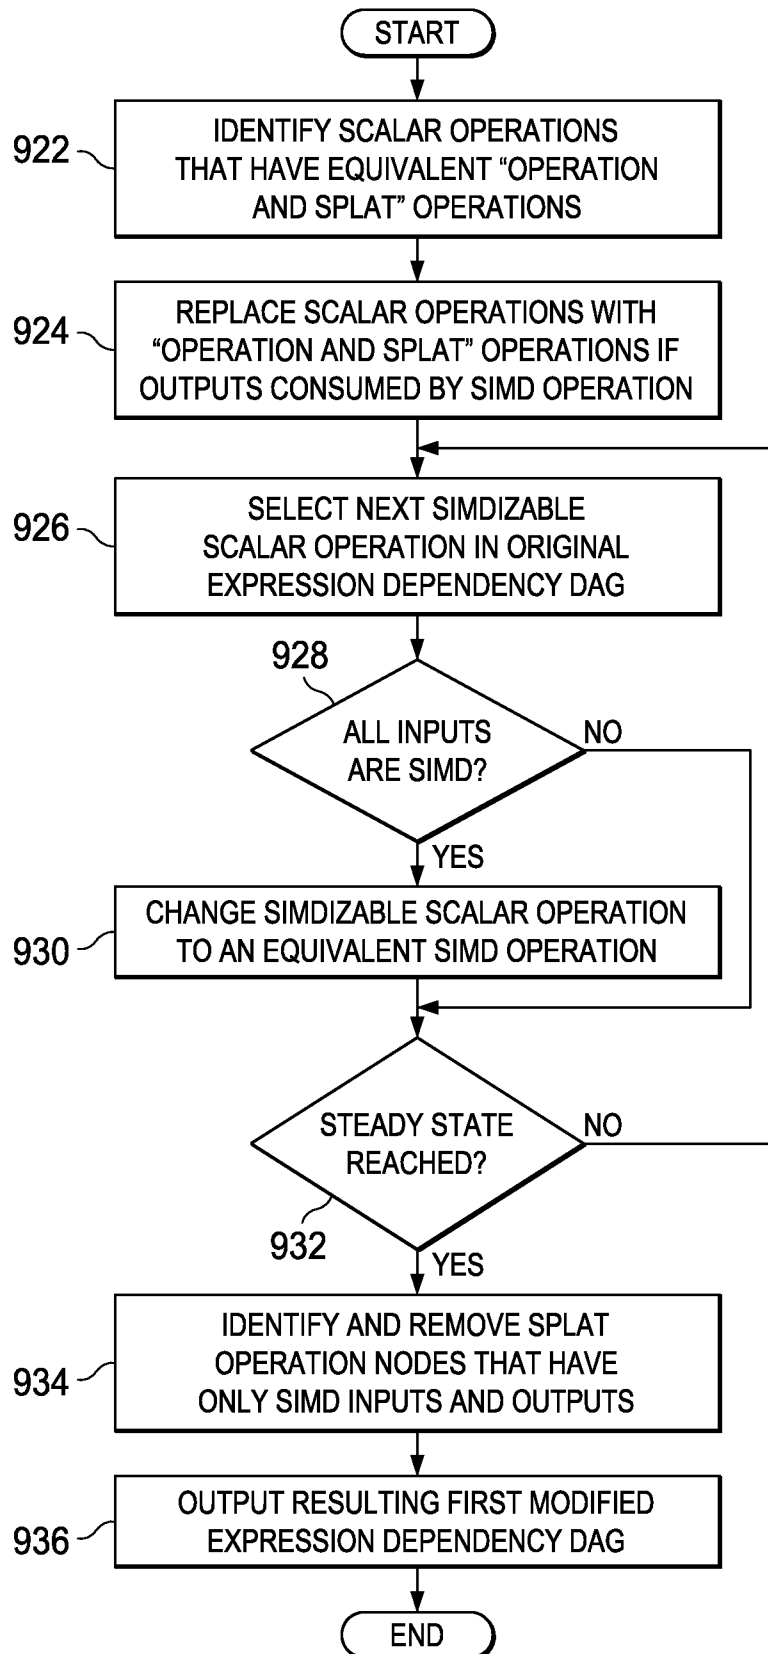 START
922
IDENTIFY SCALAR OPERATIONS
THAT HAVE EQUIVALENT “OPERATION
AND SPLAT” OPERATIONS
924
REPLACE SCALAR OPERATIONS WITH
“OPERATION AND SPLAT” OPERATIONS IF
OUTPUTS CONSUMED BY SIMD OPERATION
926
SELECT NEXT SIMDIZABLE
SCALAR OPERATION IN ORIGINAL
EXPRESSION DEPENDENCY DAG
928
ALL INPUTS
ARE SIMD?
NO
YES
930
CHANGE SIMDIZABLE SCALAR OPERATION
TO AN EQUIVALENT SIMD OPERATION
STEADY STATE
REACHED?
NO
932
YES
934
IDENTIFY AND REMOVE SPLAT
OPERATION NODES THAT HAVE
ONLY SIMD INPUTS AND OUTPUTS
936
OUTPUT RESULTING FIRST MODIFIED
EXPRESSION DEPENDENCY DAG
END